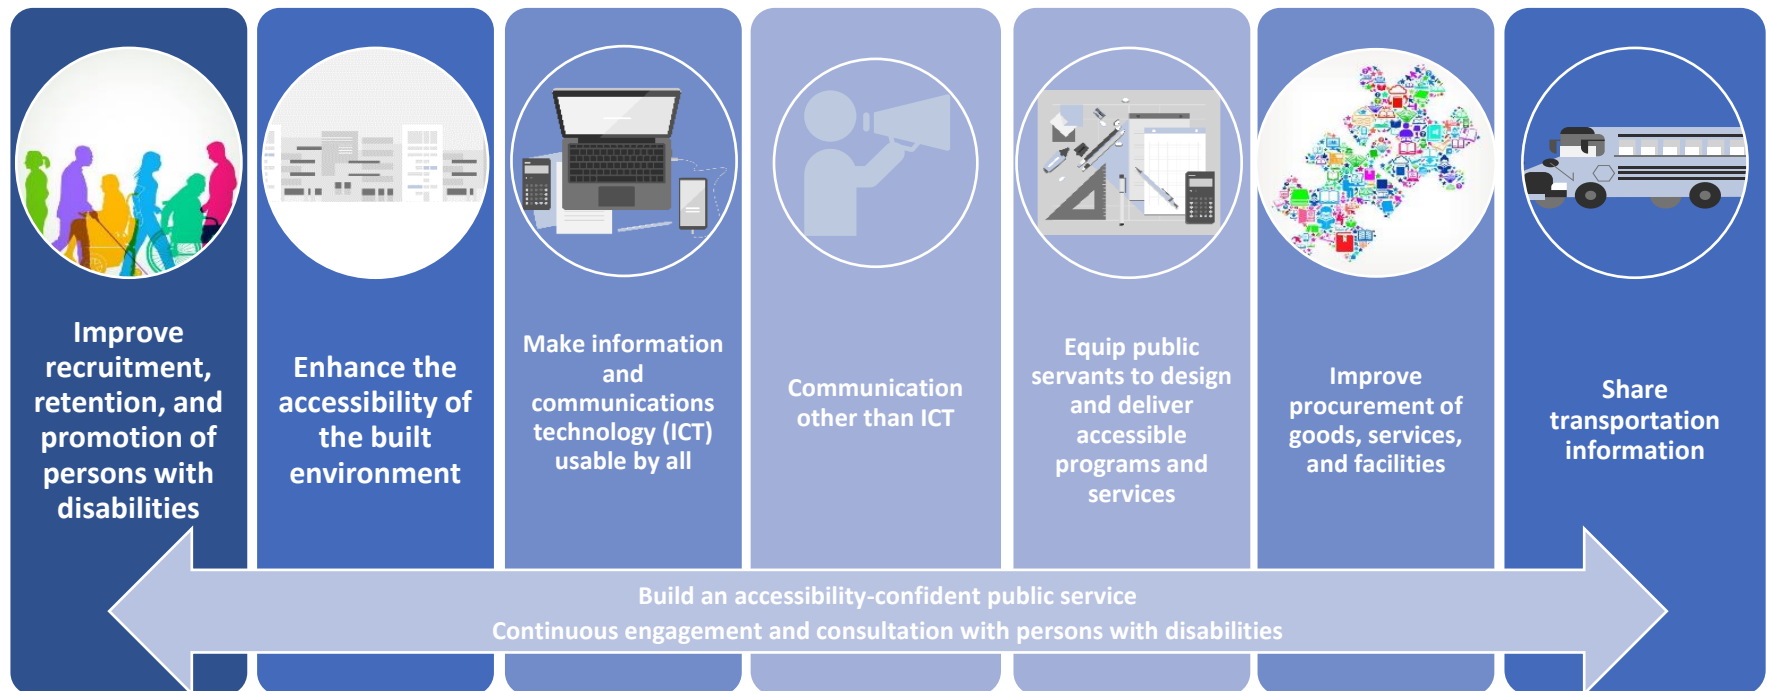 Improve
recruitment,
retention, and
promotion of
persons with
disabilities
Enhance the
accessibility of
the built
environment
Make information
and
communications
technology (ICT)
usable by all
Communication
other than ICT
Equip public
servants to design
and deliver
accessible
programs and
services
Improve
procurement of
goods, services,
and facilities
Share
transportation
information
Build an accessibility-confident public service
Continuous engagement and consultation with persons with disabilities